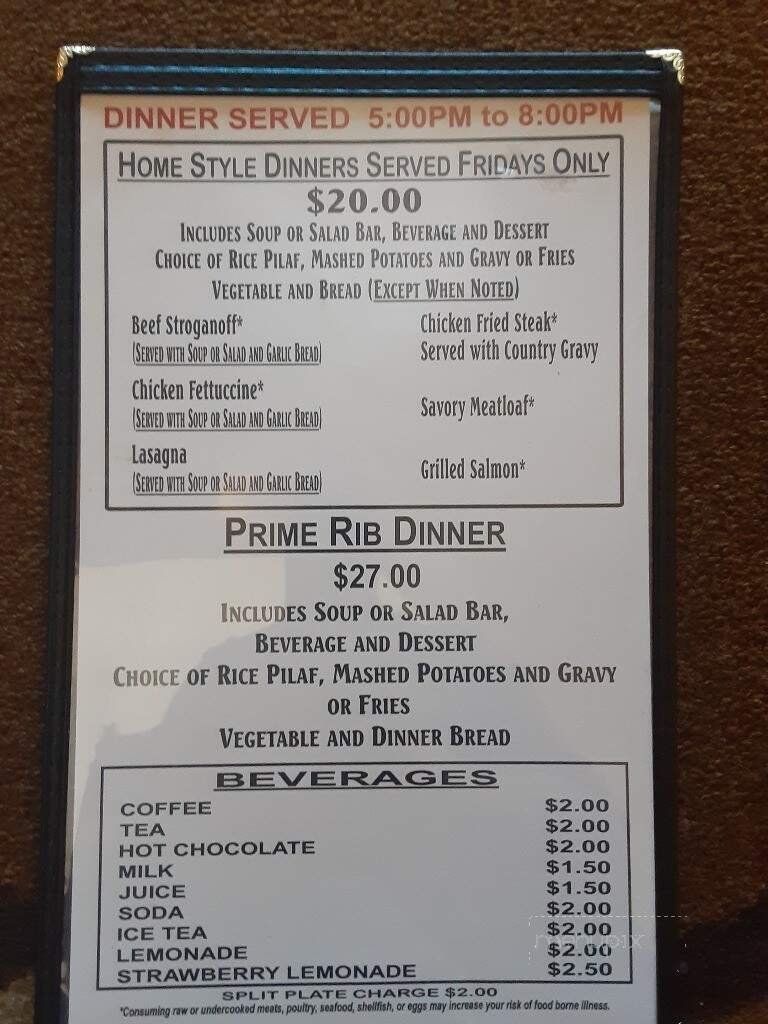 DINNER SERVED 5:00PM to 8:00PM
HOME STYLE DINNERS SERVED FRIDAYS ONLY
$20.00
INCLUDES SOUP OR SALAD BAR, BEVERAGE AND DESSERT
CHOICE OF RICE PILAF, MASHED POTATOES AND GRAVY OR FRIES
VEGETABLE AND BREAD (EXCEPT WHEN NOTED)
Beef Stroganoff*
(SERVED WITH SOUP OR SALAD AND GARLIC BREAD)
Chicken Fettuccine*
(SERVED WITH SOUP OR SALAD AND GARLIC BREAD)
Lasagna
(SERVED WITH SOUP OR SALAD AND GARLIC BREAD)
Chicken Fried Steak*
Served with Country Gravy
Savory Meatloaf*
Grilled Salmon*
PRIME RIB DINNER
$27.00
INCLUDES SOUP OR SALAD BAR,
BEVERAGE AND DESSERT
CHOICE OF RICE PILAF, MASHED POTATOES AND GRAVY
OR FRIES
VEGETABLE AND DINNER BREAD
BEVERAGES
COFFEE $2.00
TEA $2.00
HOT CHOCOLATE $2.00
MILK $1.50
JUICE $1.50
SODA $2.00
ICE TEA $2.00
LEMONADE $2.00
STRAWBERRY LEMONADE $2.50
SPLIT PLATE CHARGE $2.00
*Consuming raw or undercooked meats, poultry, seafood, shellfish, or eggs may increase your risk of food borne illness.
menupix